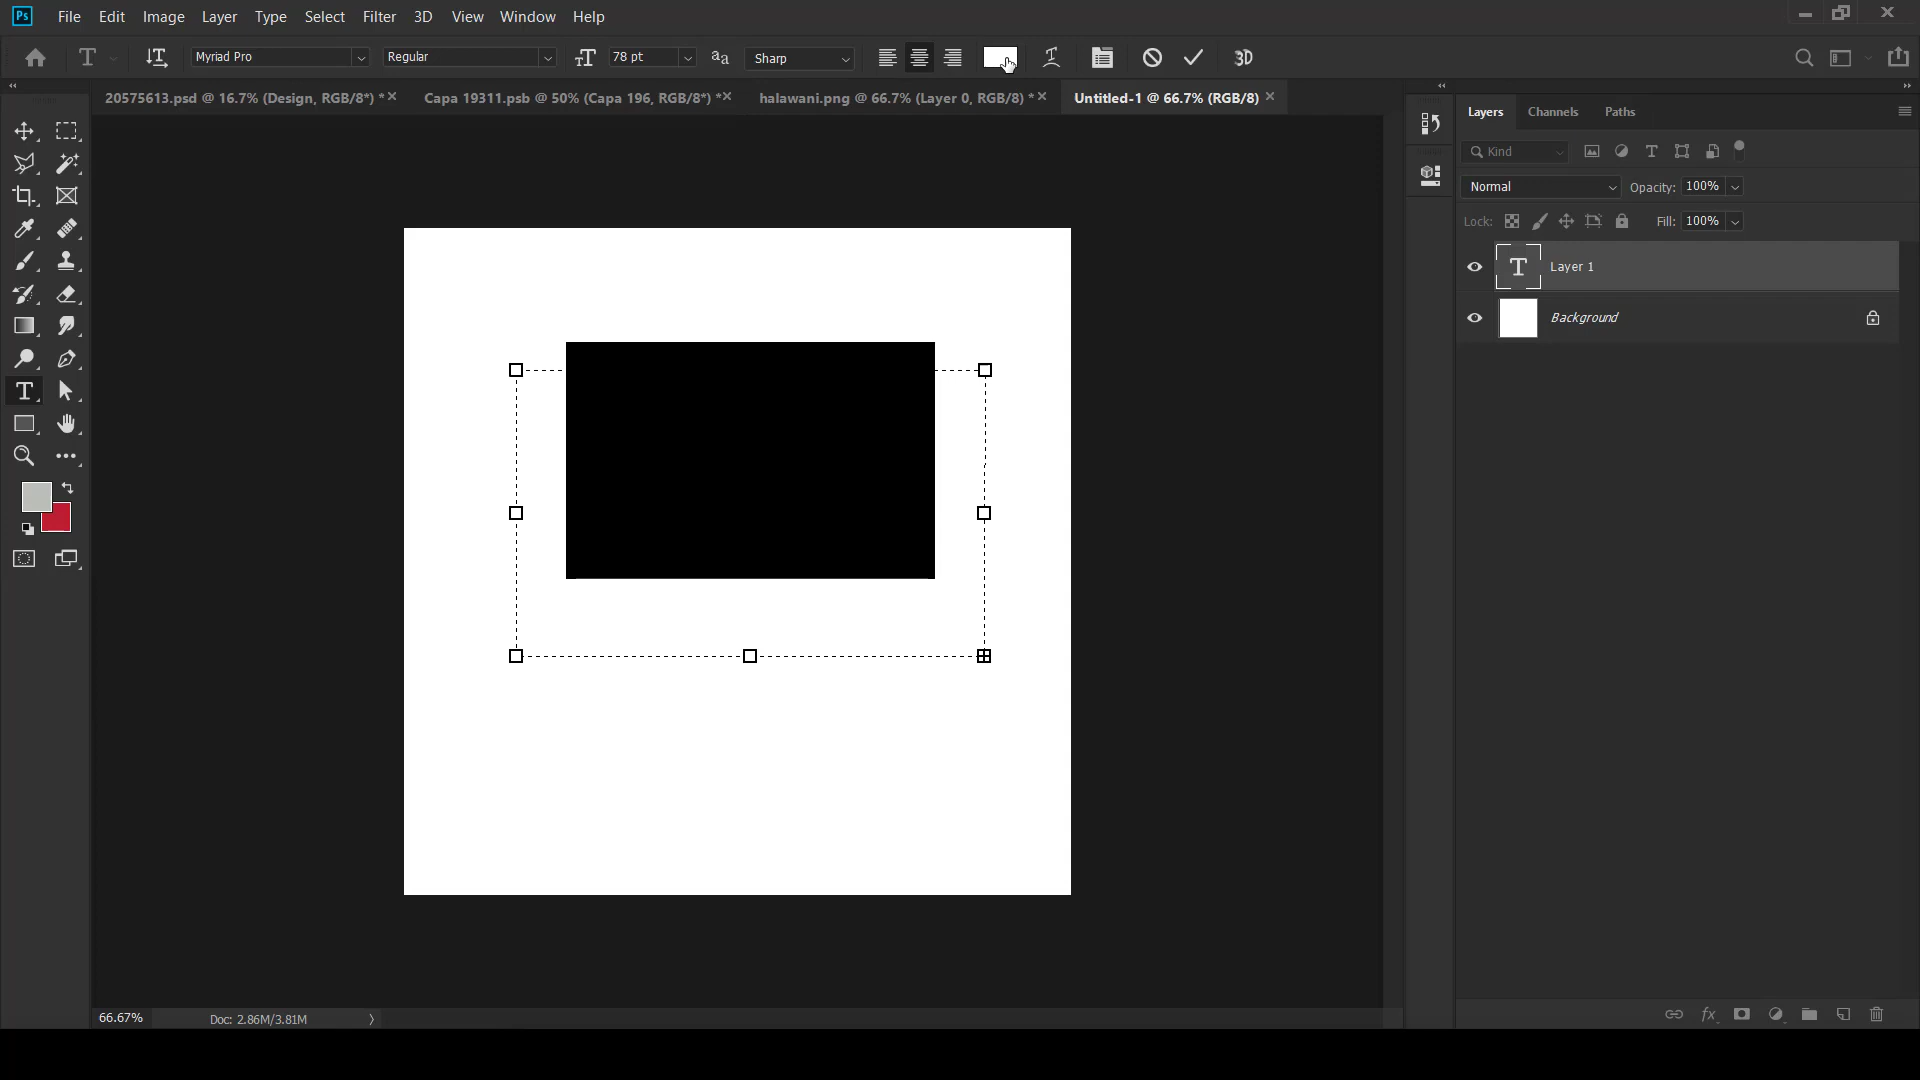 Ps File Edit Image Layer Type Select Filter 3D View Window Help
T Myriad Pro Regular 78 pt aa Sharp 3D
20575613.psd @ 16.7% (Design, RGB/8*) * Capa 19311.psb @ 50% (Capa 196, RGB/8*) * halawani.png @ 66.7% (Layer 0, RGB/8) * Untitled-1 @ 66.7% (RGB/8)
Layers Channels Paths
Kind
Normal Opacity: 100%
Lock: Fill: 100%
T Layer 1
Background
66.67% Doc: 2.86M/3.81M
fx